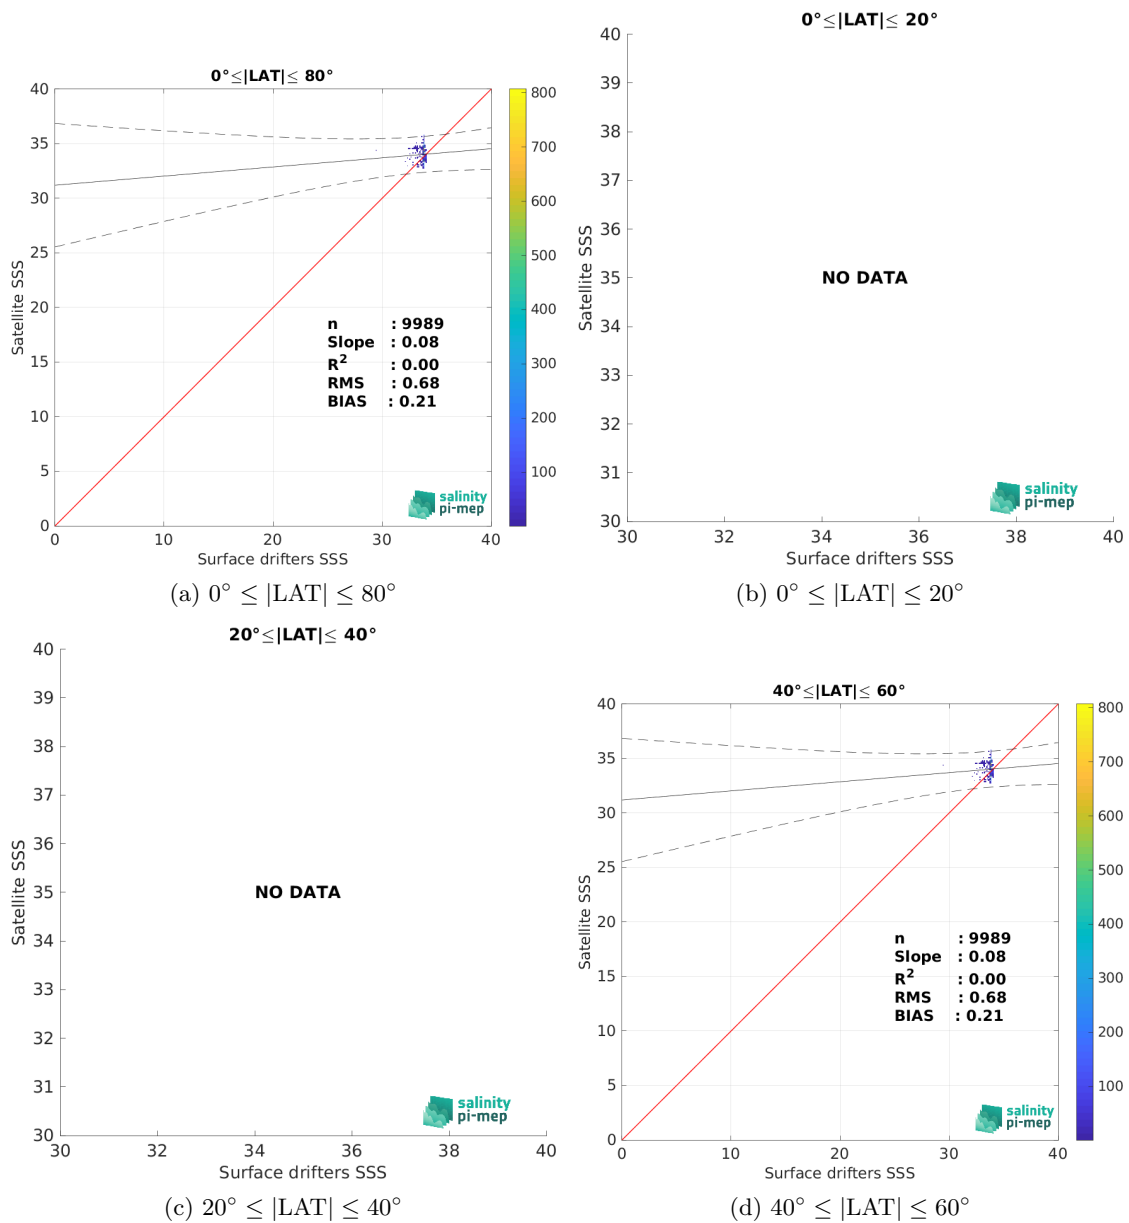 0°≤|LAT|≤ 80°
40
35
30
25
20
15
10
5
0
Satellite SSS
n : 9989
Slope : 0.08
R² : 0.00
RMS : 0.68
BIAS : 0.21
salinity
pi-mep
0 10 20 30 40
Surface drifters SSS
800
700
600
500
400
300
200
100
(a) 0° ≤ |LAT| ≤ 80°
0°≤|LAT|≤ 20°
40
39
38
37
36
35
34
33
32
31
30
Satellite SSS
NO DATA
salinity
pi-mep
30 32 34 36 38 40
Surface drifters SSS
(b) 0° ≤ |LAT| ≤ 20°
20°≤|LAT|≤ 40°
40
39
38
37
36
35
34
33
32
31
30
Satellite SSS
NO DATA
salinity
pi-mep
30 32 34 36 38 40
Surface drifters SSS
(c) 20° ≤ |LAT| ≤ 40°
40°≤|LAT|≤ 60°
40
35
30
25
20
15
10
5
0
Satellite SSS
n : 9989
Slope : 0.08
R² : 0.00
RMS : 0.68
BIAS : 0.21
salinity
pi-mep
0 10 20 30 40
Surface drifters SSS
800
700
600
500
400
300
200
100
(d) 40° ≤ |LAT| ≤ 60°